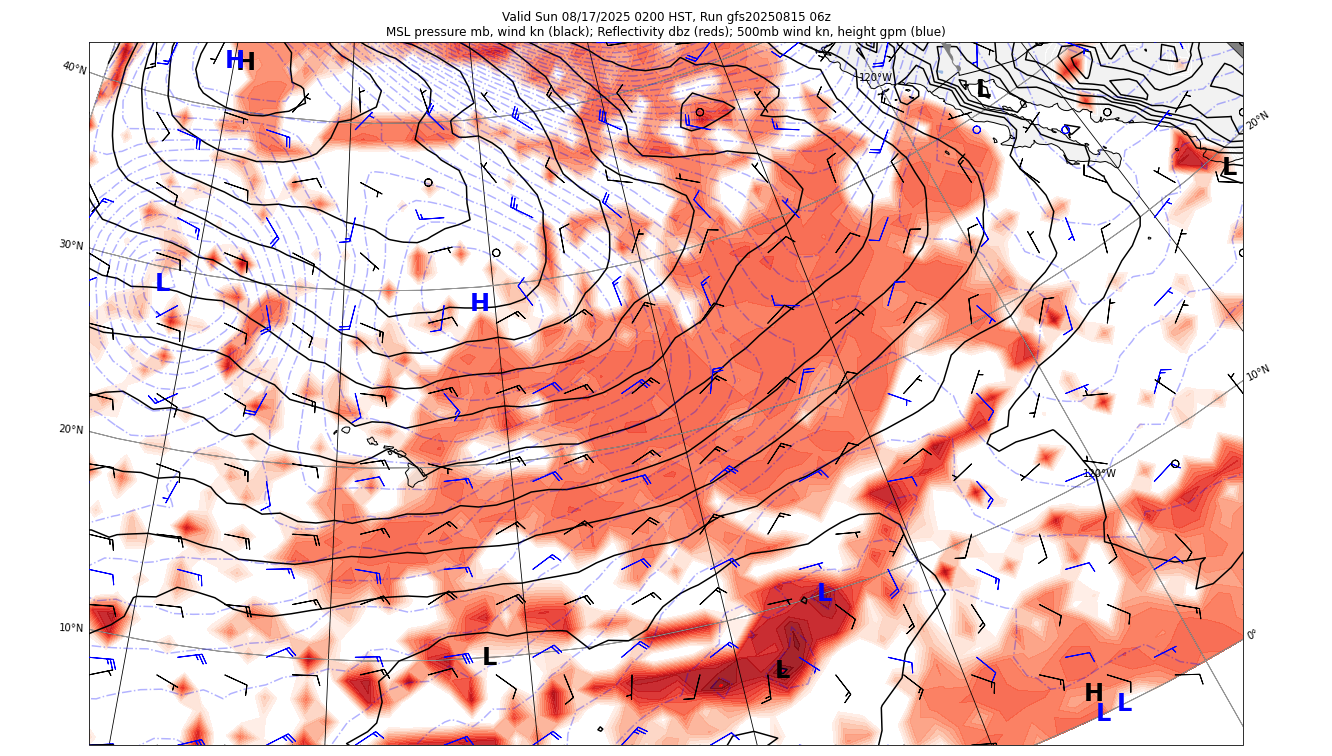 Valid Sun 08/17/2025 0200 HST, Run gfs20250815 06z
MSL pressure mb, wind kn (black); Reflectivity dbz (reds); 500mb wind kn, height gpm (blue)
H H
40°N
120°W
L
20°N
L
30°N
L
H
10°N
20°N
120°W
L
10°N
0°
L
L
H
L
L